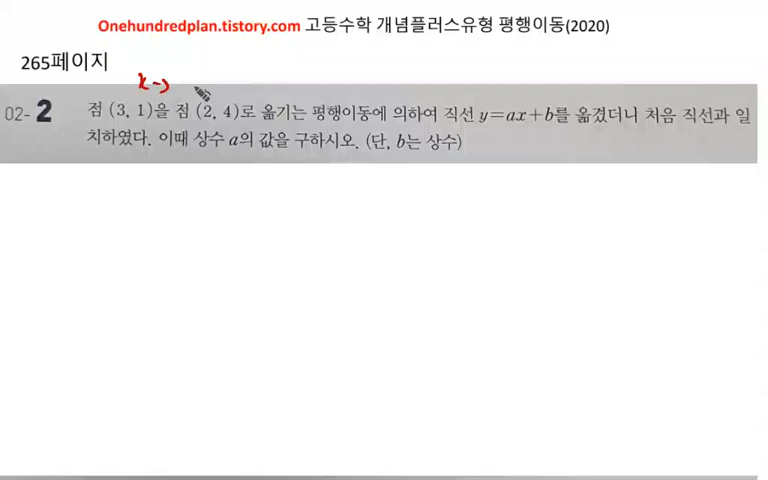 Onehundredplan.tistory.com 고등수학 개념플러스유형 평행이동(2020)
265페이지
x→
02-2 점 (3, 1)을 점 (2, 4)로 옮기는 평행이동에 의하여 직선 y=ax+b를 옮겼더니 처음 직선과 일
치하였다. 이때 상수 a의 값을 구하시오. (단, b는 상수)